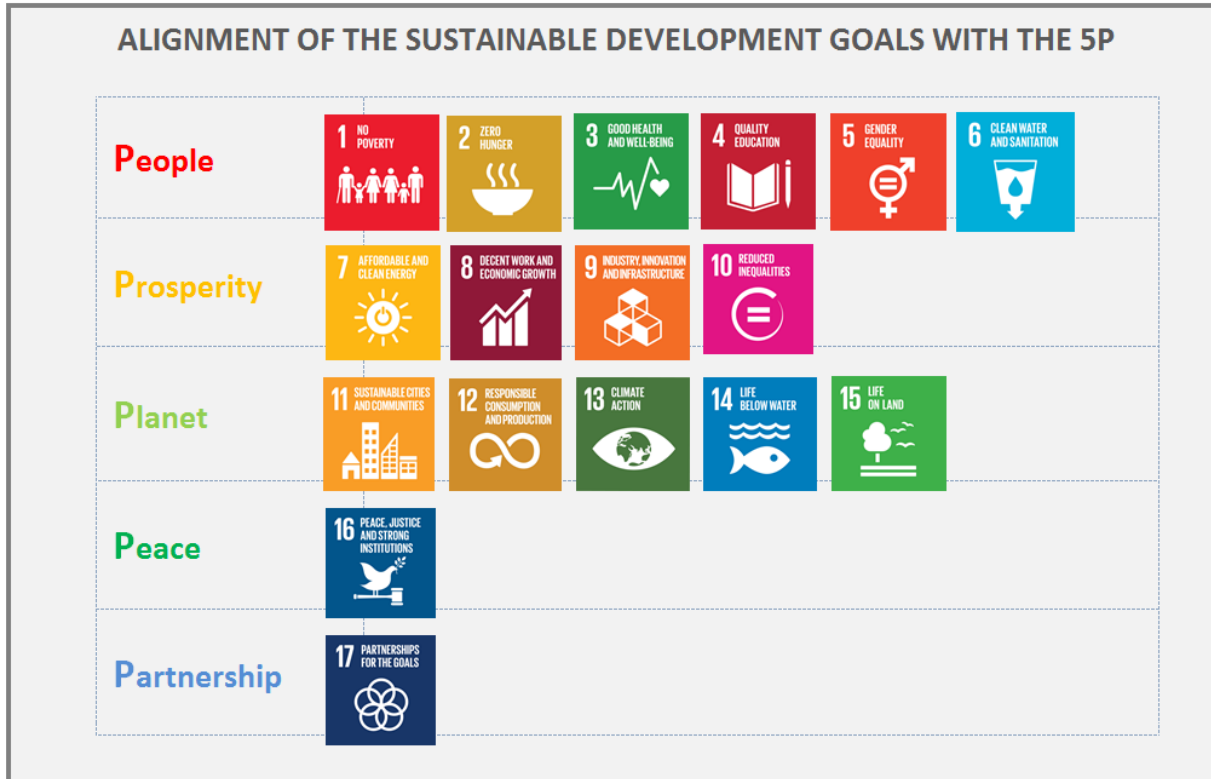 ALIGNMENT OF THE SUSTAINABLE DEVELOPMENT GOALS WITH THE 5P
People
1 NO
POVERTY
2 ZERO
HUNGER
3 GOOD HEALTH
AND WELL-BEING
4 QUALITY
EDUCATION
5 GENDER
EQUALITY
6 CLEAN WATER
AND SANITATION
Prosperity
7 AFFORDABLE AND
CLEAN ENERGY
8 DECENT WORK AND
ECONOMIC GROWTH
9 INDUSTRY, INNOVATION
AND INFRASTRUCTURE
10 REDUCED
INEQUALITIES
Planet
11 SUSTAINABLE CITIES
AND COMMUNITIES
12 RESPONSIBLE
CONSUMPTION
AND PRODUCTION
13 CLIMATE
ACTION
14 LIFE
BELOW WATER
15 LIFE
ON LAND
Peace
16 PEACE, JUSTICE
AND STRONG
INSTITUTIONS
Partnership
17 PARTNERSHIPS
FOR THE GOALS